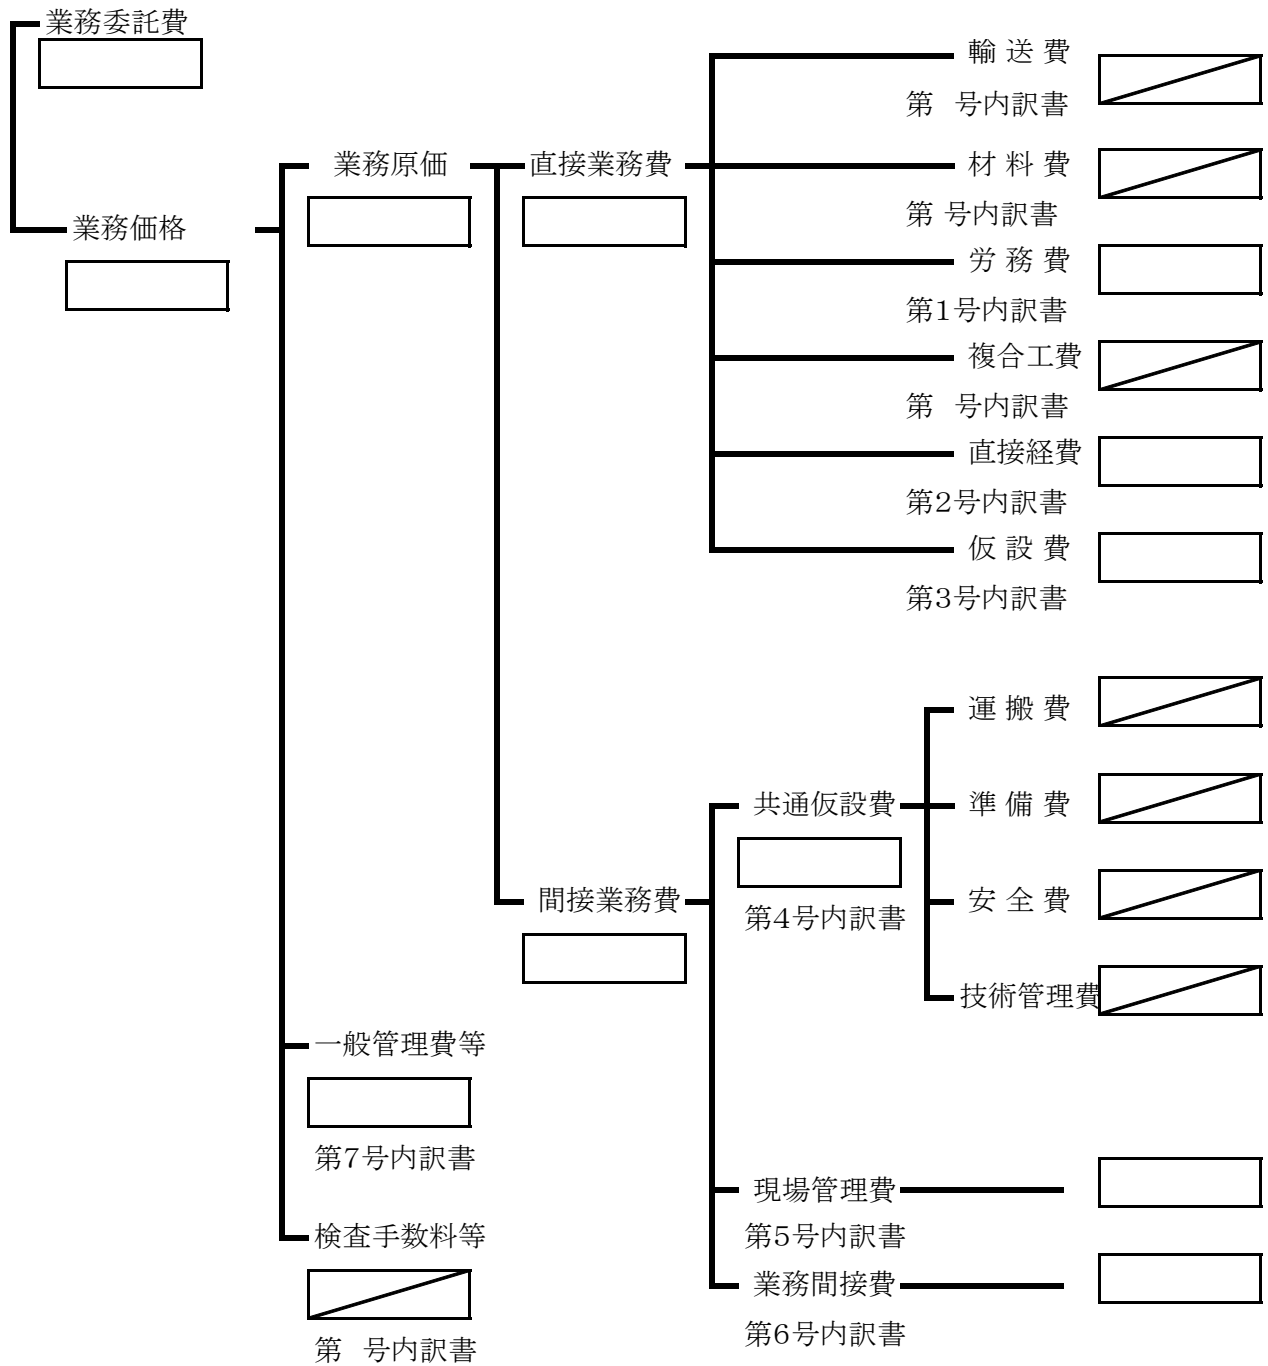 業務委託費
輸 送 費
第　号内訳書
業務原価
直接業務費
材 料 費
第 号内訳書
業務価格
労 務 費
第1号内訳書
複合工費
第　号内訳書
直接経費
第2号内訳書
仮 設 費
第3号内訳書
運 搬 費
共通仮設費
準 備 費
間接業務費
安 全 費
第4号内訳書
技術管理費
一般管理費等
第7号内訳書
現場管理費
第5号内訳書
検査手数料等
業務間接費
第6号内訳書
第　号内訳書